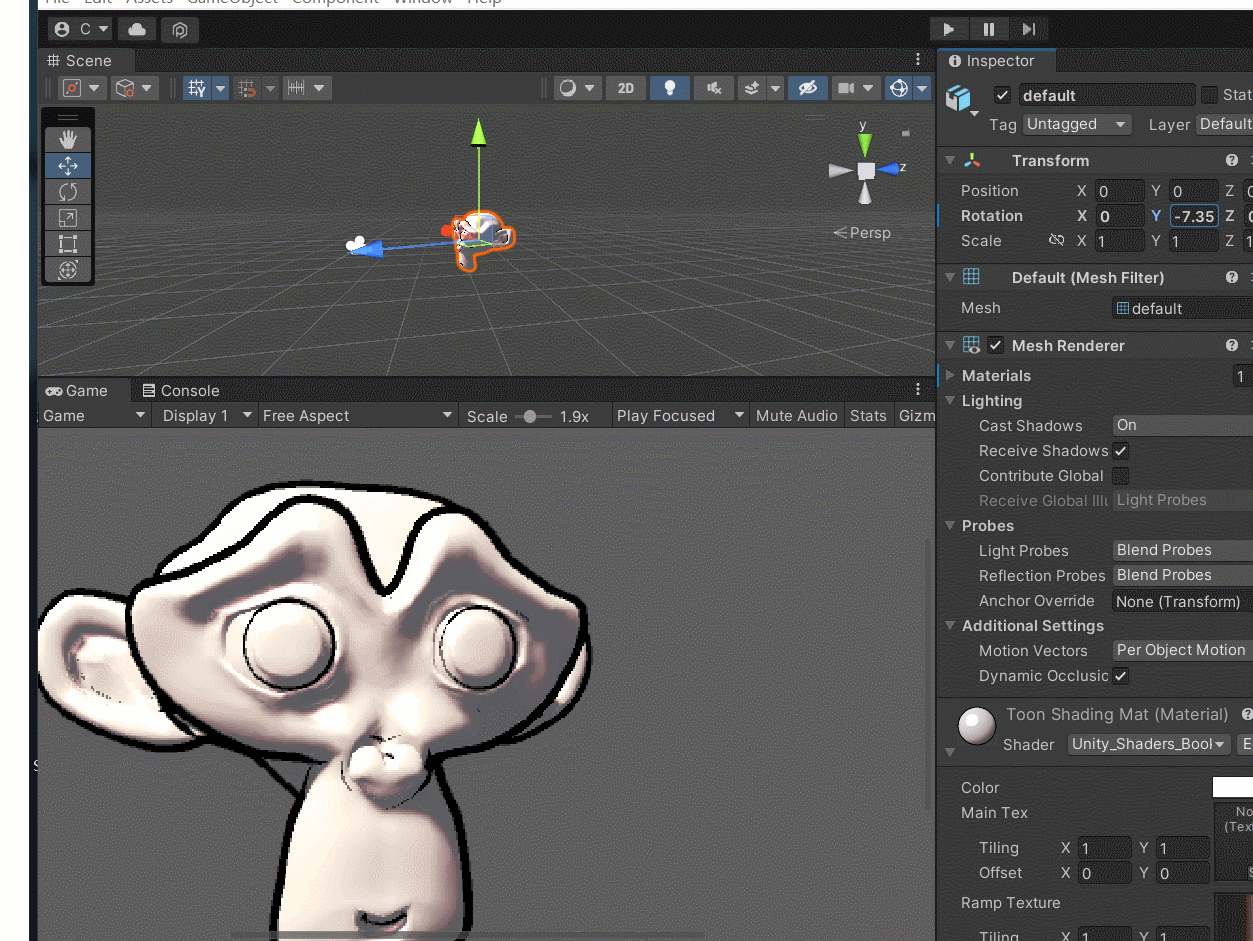 File Edit Assets GameObject Component Window Help
C
Scene
Inspector
2D
default
Stat
Tag Untagged Layer Default
y
z
Persp
Transform
Position X 0 Y 0 Z
Rotation X 0 Y -7.35 Z
Scale X 1 Y 1 Z 1
Default (Mesh Filter)
Mesh default
Mesh Renderer
Materials 1
Lighting
Cast Shadows On
Receive Shadows
Contribute Global
Receive Global Illu Light Probes
Probes
Light Probes Blend Probes
Reflection Probes Blend Probes
Anchor Override None (Transform)
Additional Settings
Motion Vectors Per Object Motion
Dynamic Occlusic
Toon Shading Mat (Material)
Shader Unity_Shaders_Bool E
Color
Main Tex
No
(Text
Tiling X 1 Y 1
Offset X 0 Y 0
Ramp Texture
Tiling X 1 Y 1
Game Console
Game Display 1 Free Aspect Scale 1.9x Play Focused Mute Audio Stats Gizm